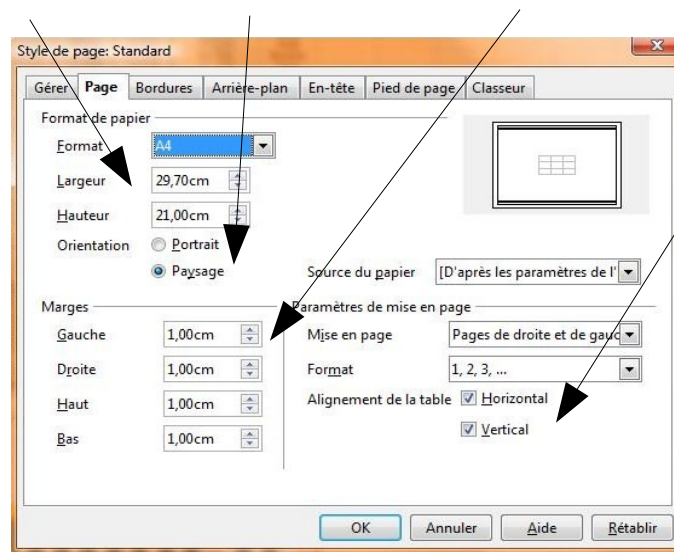 Style de page: Standard
Gérer Page Bordures Arrière-plan En-tête Pied de page Classeur
Format de papier
Format A4
Largeur 29,70cm
Hauteur 21,00cm
Orientation Portrait
Paysage
Source du papier [D'après les paramètres de l'
Marges
Gauche 1,00cm
Droite 1,00cm
Haut 1,00cm
Bas 1,00cm
Paramètres de mise en page
Mise en page Pages de droite et de gauc
Format 1, 2, 3, ...
Alignement de la table Horizontal
Vertical
OK Annuler Aide Rétablir